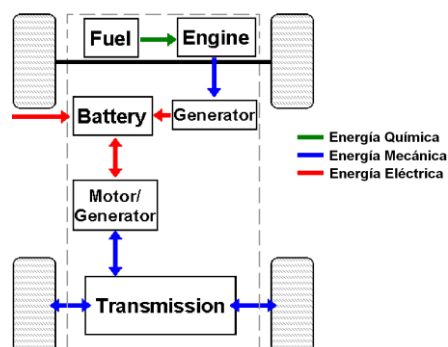 Fuel
Engine
Battery
Generator
Energía Química
Energía Mecánica
Energía Eléctrica
Motor/
Generator
Transmission